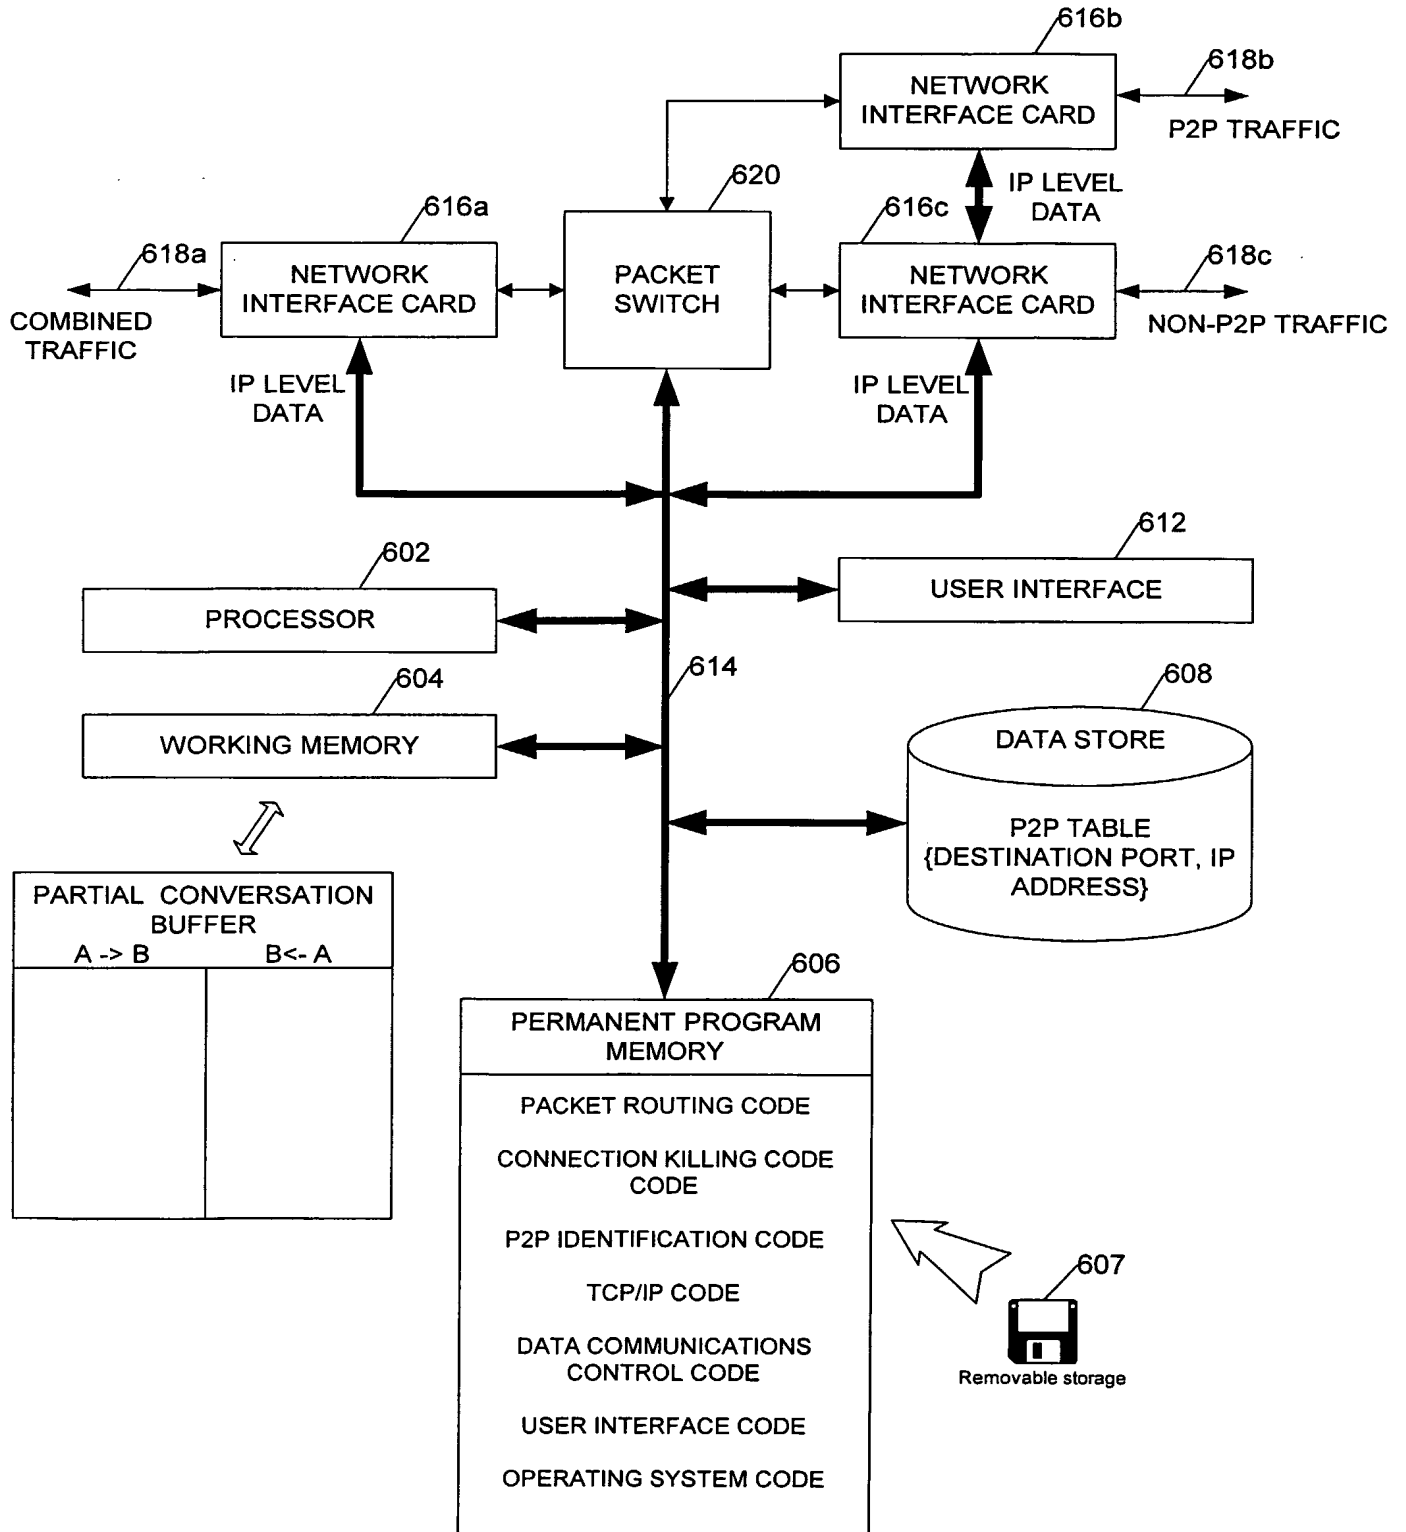 616b
618b
NETWORK
INTERFACE CARD
P2P TRAFFIC
620
IP LEVEL
DATA
616a
616c
618a
NETWORK
INTERFACE CARD
PACKET
SWITCH
NETWORK
INTERFACE CARD
618c
COMBINED
TRAFFIC
NON-P2P TRAFFIC
IP LEVEL
DATA
IP LEVEL
DATA
612
602
USER INTERFACE
PROCESSOR
614
604
608
WORKING MEMORY
DATA STORE
P2P TABLE
{DESTINATION PORT, IP
ADDRESS}
PARTIAL CONVERSATION
BUFFER
A -> B
B<- A
606
PERMANENT PROGRAM
MEMORY
PACKET ROUTING CODE
CONNECTION KILLING CODE
CODE
P2P IDENTIFICATION CODE
607
TCP/IP CODE
DATA COMMUNICATIONS
CONTROL CODE
Removable storage
USER INTERFACE CODE
OPERATING SYSTEM CODE